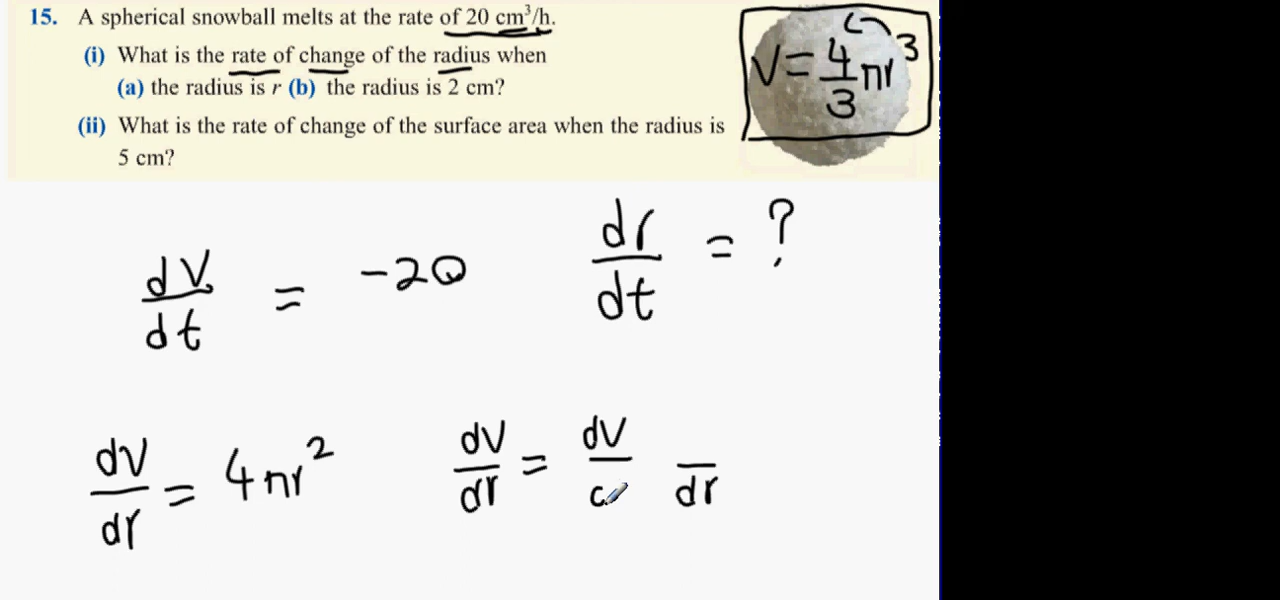 15. A spherical snowball melts at the rate of 20 cm³/h.
(i) What is the rate of change of the radius when
(a) the radius is r (b) the radius is 2 cm?
(ii) What is the rate of change of the surface area when the radius is
5 cm?
V = 4/3 πr³
dV/dt = -20
dr/dt = ?
dV/dr = 4πr²
dV/dr = dV/ /dr